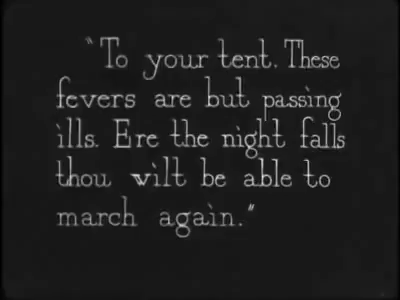 "To your tent. These
fevers are but passing
ills. Ere the night falls
thou wilt be able to
march again."